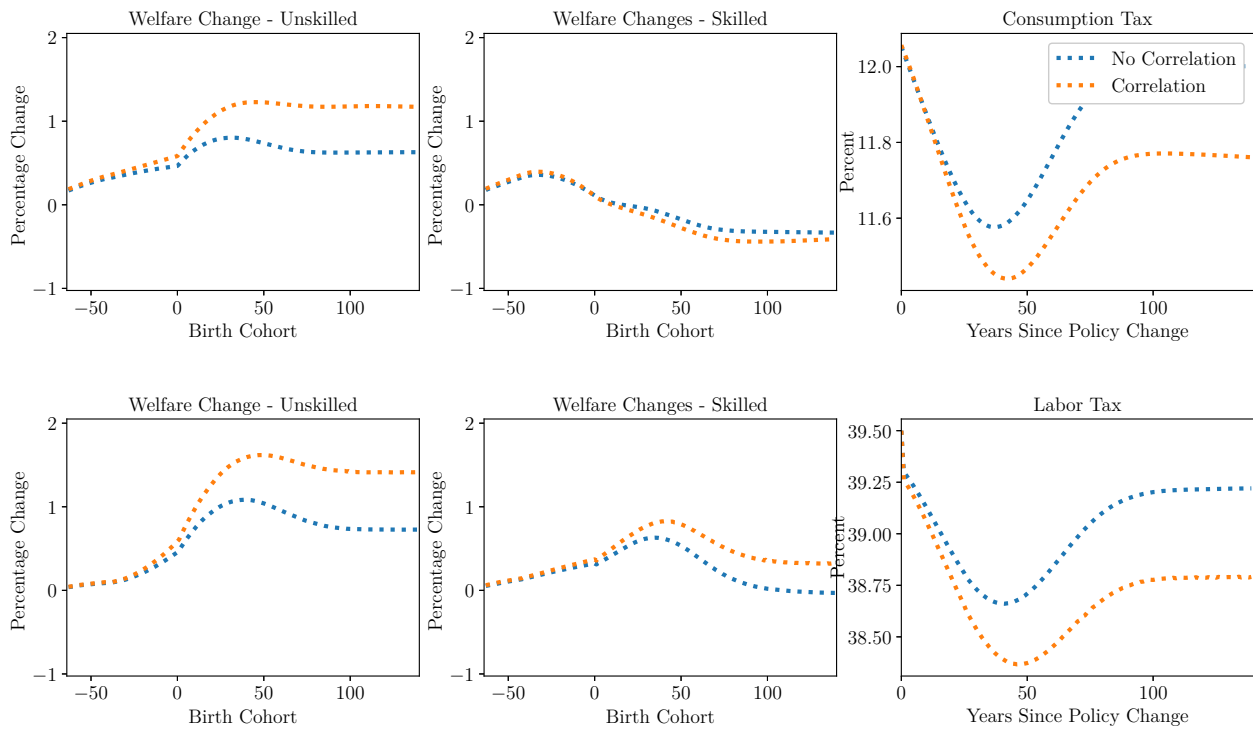 Welfare Change - Unskilled
2
1
0
−1
Percentage Change
−50
0
50
100
Birth Cohort
Welfare Changes - Skilled
2
1
0
−1
Percentage Change
−50
0
50
100
Birth Cohort
Consumption Tax
12.0
11.8
11.6
Percent
No Correlation
Correlation
0
50
100
Years Since Policy Change
Welfare Change - Unskilled
2
1
0
−1
Percentage Change
−50
0
50
100
Birth Cohort
Welfare Changes - Skilled
2
1
0
−1
Percentage Change
−50
0
50
100
Birth Cohort
Labor Tax
39.50
39.25
39.00
38.75
38.50
Percent
0
50
100
Years Since Policy Change